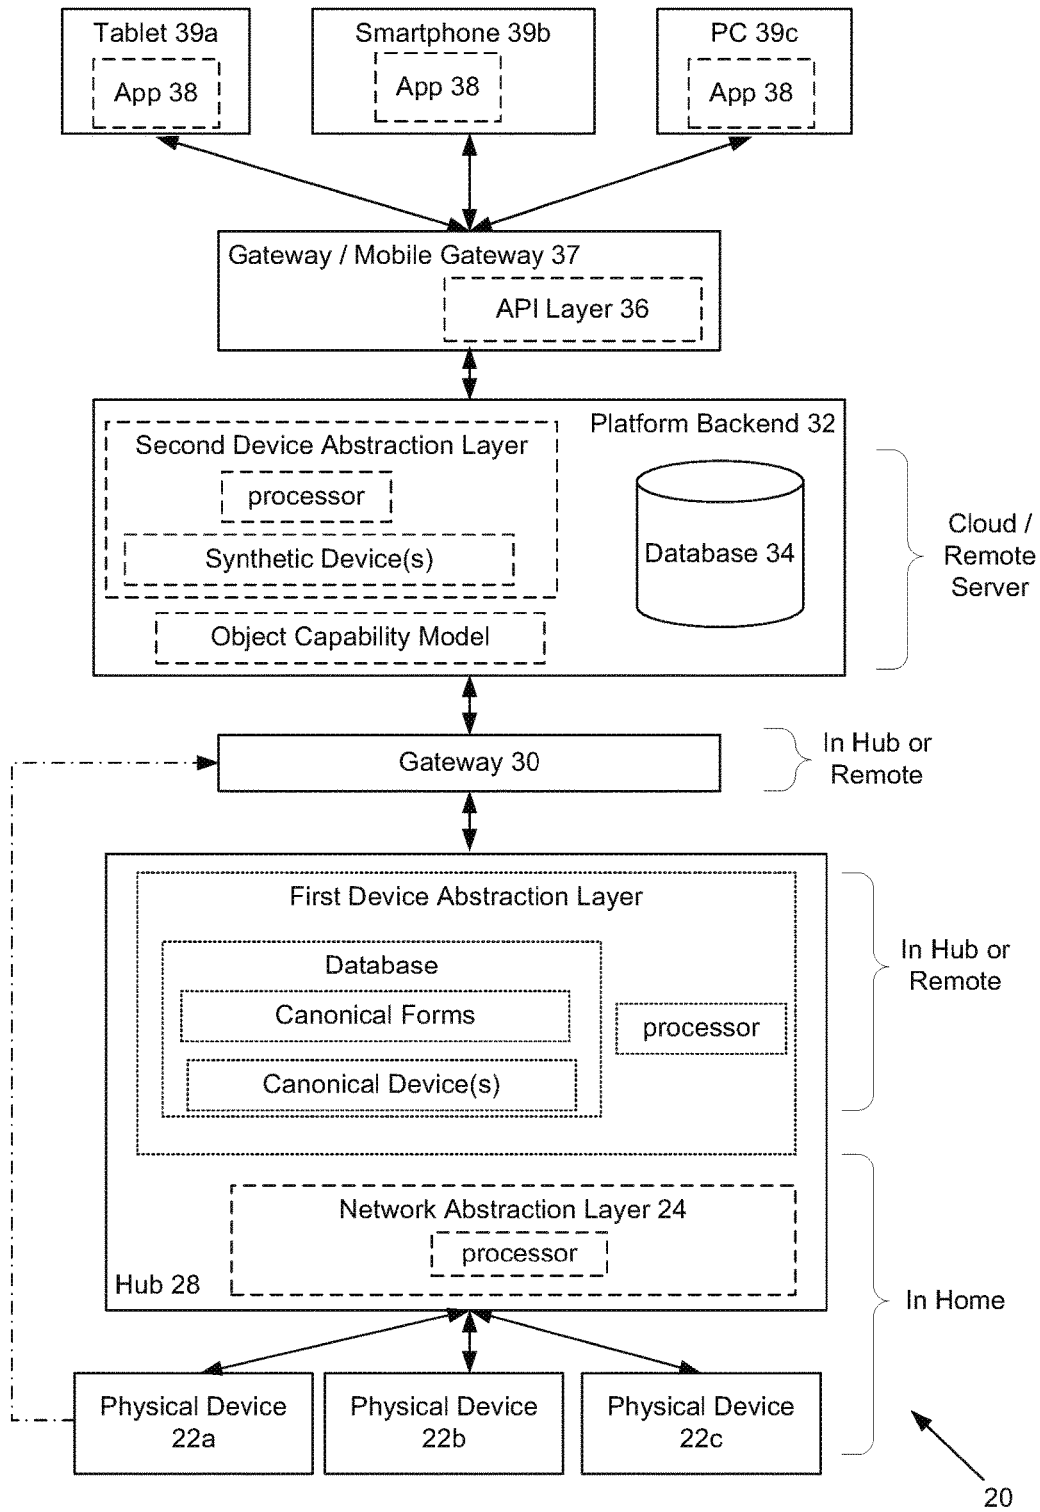 Tablet 39a
App 38
Smartphone 39b
App 38
PC 39c
App 38
Gateway / Mobile Gateway 37
API Layer 36
Platform Backend 32
Second Device Abstraction Layer
processor
Synthetic Device(s)
Object Capability Model
Database 34
Cloud /
Remote
Server
Gateway 30
In Hub or
Remote
First Device Abstraction Layer
Database
Canonical Forms
Canonical Device(s)
processor
In Hub or
Remote
Network Abstraction Layer 24
processor
Hub 28
In Home
Physical Device
22a
Physical Device
22b
Physical Device
22c
20